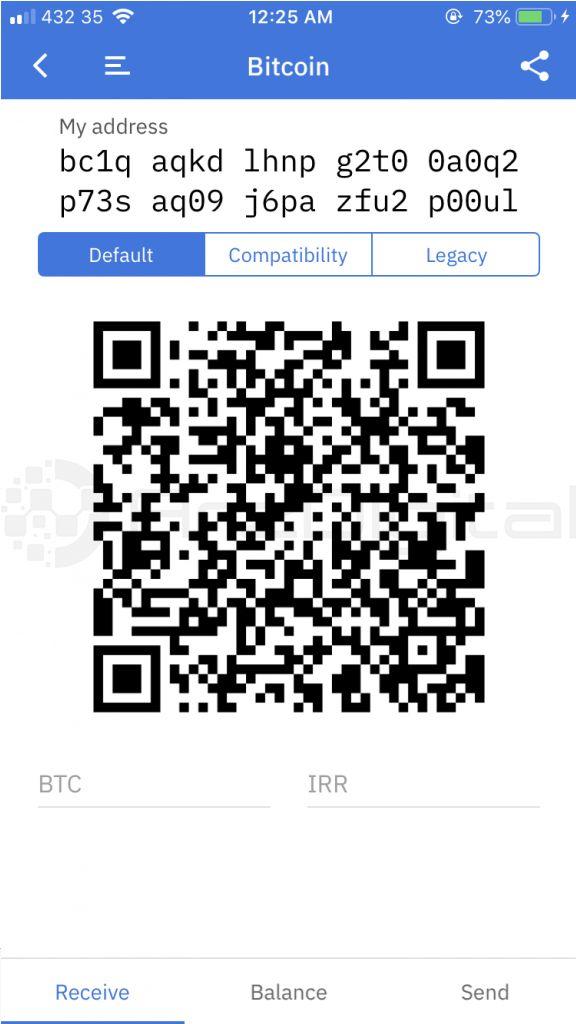 432 35 12:25 AM 73%
Bitcoin
My address
bc1q aqkd lhnp g2t0 0a0q2
p73s aq09 j6pa zfu2 p00ul
Default Compatibility Legacy
BTC IRR
Receive Balance Send